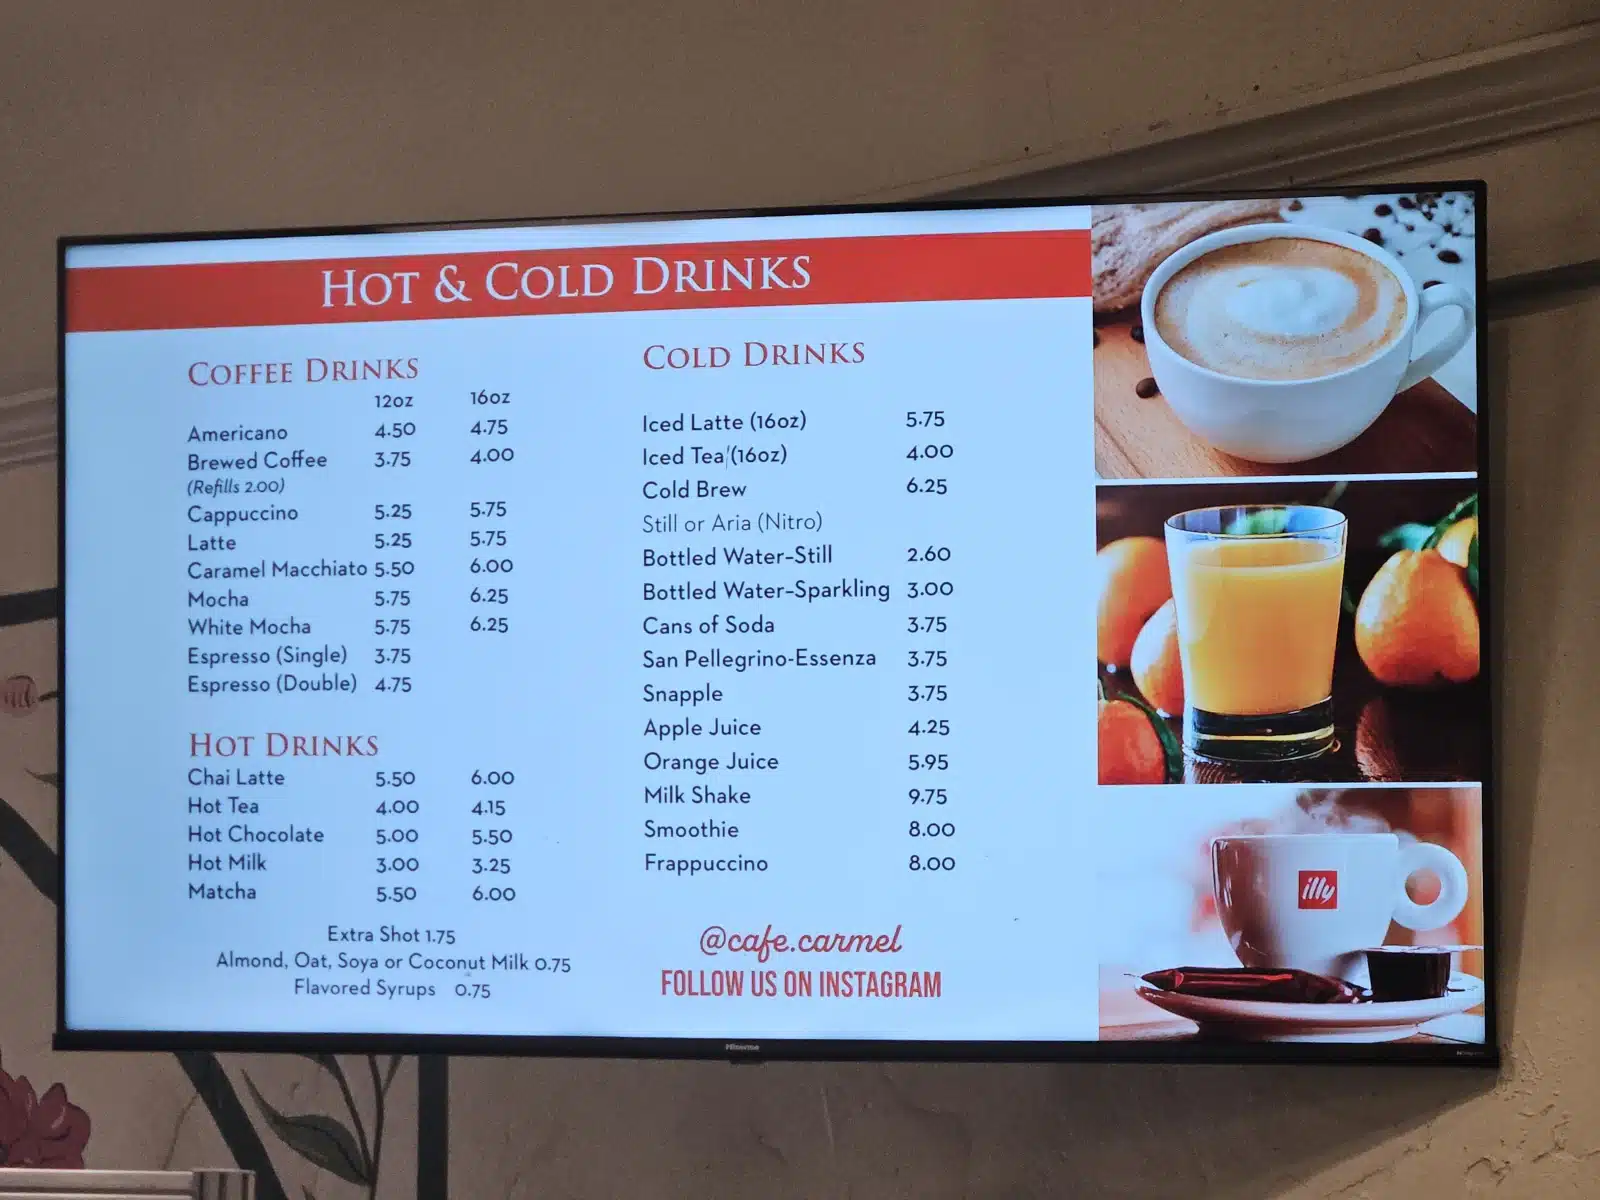 HOT & COLD DRINKS
COFFEE DRINKS
12oz 16oz
Americano 4.50 4.75
Brewed Coffee 3.75 4.00
(Refills 2.00)
Cappuccino 5.25 5.75
Latte 5.25 5.75
Caramel Macchiato 5.50 6.00
Mocha 5.75 6.25
White Mocha 5.75 6.25
Espresso (Single) 3.75
Espresso (Double) 4.75
HOT DRINKS
Chai Latte 5.50 6.00
Hot Tea 4.00 4.15
Hot Chocolate 5.00 5.50
Hot Milk 3.00 3.25
Matcha 5.50 6.00
Extra Shot 1.75
Almond, Oat, Soya or Coconut Milk 0.75
Flavored Syrups 0.75
COLD DRINKS
Iced Latte (16oz) 5.75
Iced Tea (16oz) 4.00
Cold Brew 6.25
Still or Aria (Nitro)
Bottled Water-Still 2.60
Bottled Water-Sparkling 3.00
Cans of Soda 3.75
San Pellegrino-Essenza 3.75
Snapple 3.75
Apple Juice 4.25
Orange Juice 5.95
Milk Shake 9.75
Smoothie 8.00
Frappuccino 8.00
@cafe.carmel
FOLLOW US ON INSTAGRAM
illy
Hisense